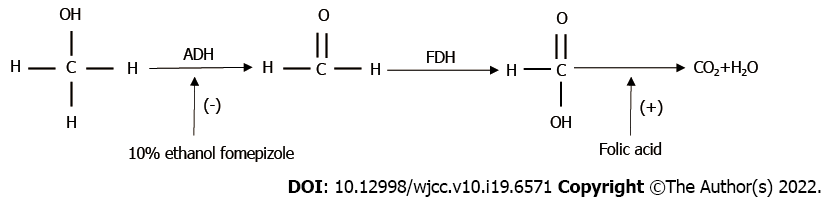 OH
O
O
ADH
FDH
H C H
H C H
H C
CO₂+H₂O
H
(-)
OH
(+)
10% ethanol fomepizole
Folic acid
DOI: 10.12998/wjcc.v10.i19.6571 Copyright ©The Author(s) 2022.